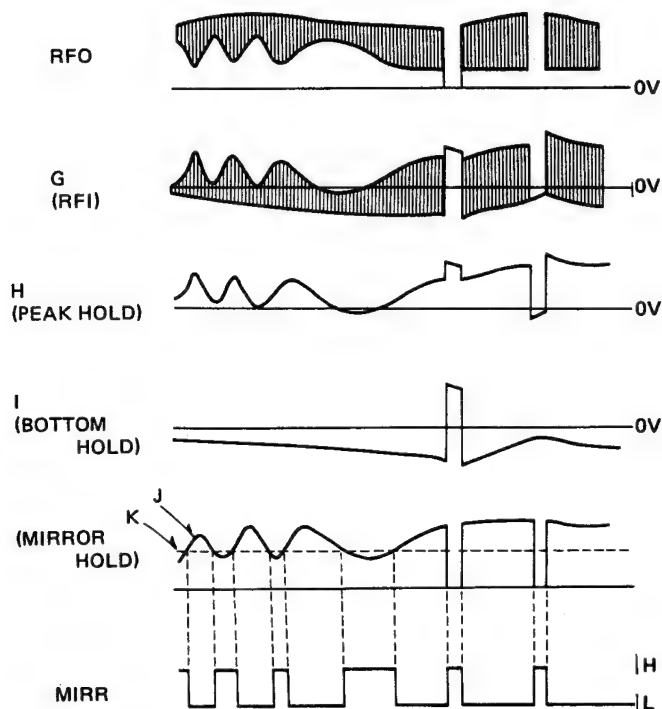 RFO
0V
G
(RFI)
0V
H
(PEAK HOLD)
0V
I
(BOTTOM
HOLD)
0V
J
K
(MIRROR
HOLD)
H
MIRR
L